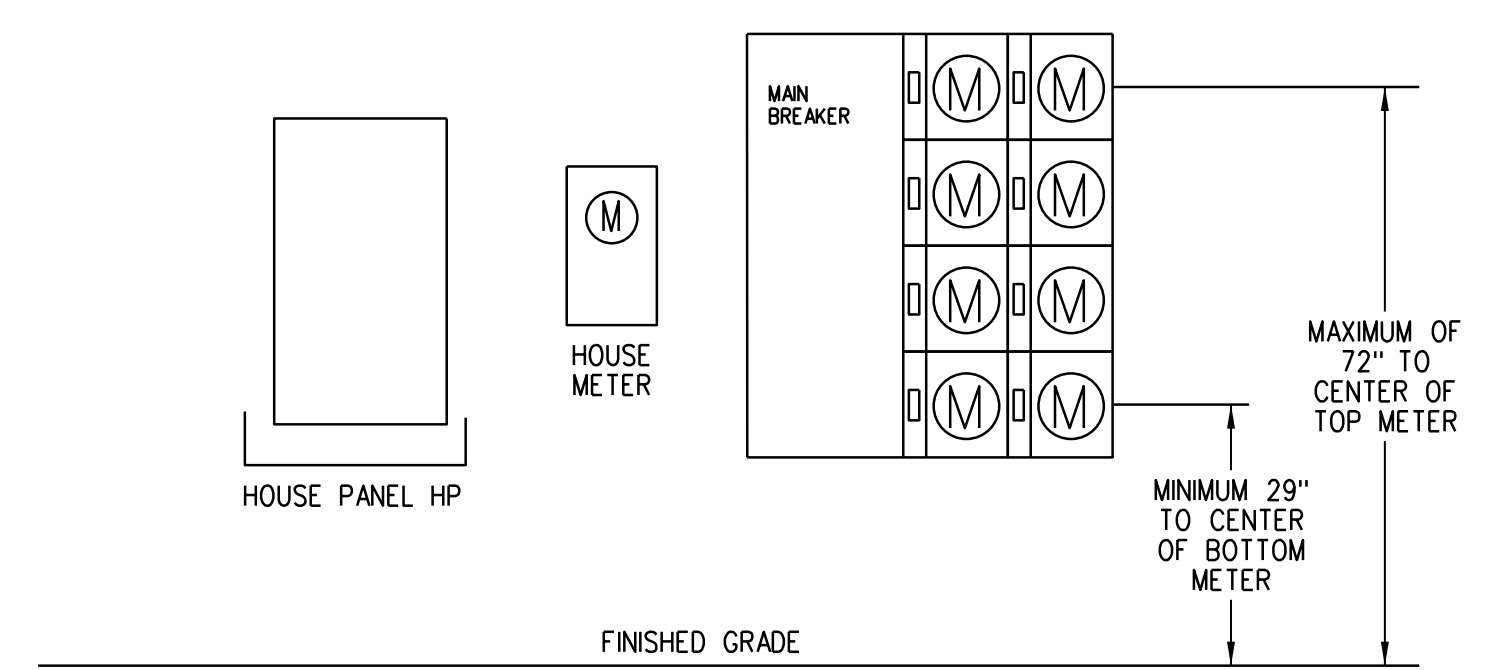 MAIN
BREAKER
M M
M M
M M
M M
M
HOUSE
METER
HOUSE PANEL HP
MAXIMUM OF
72" TO
CENTER OF
TOP METER
MINIMUM 29"
TO CENTER
OF BOTTOM
METER
FINISHED GRADE